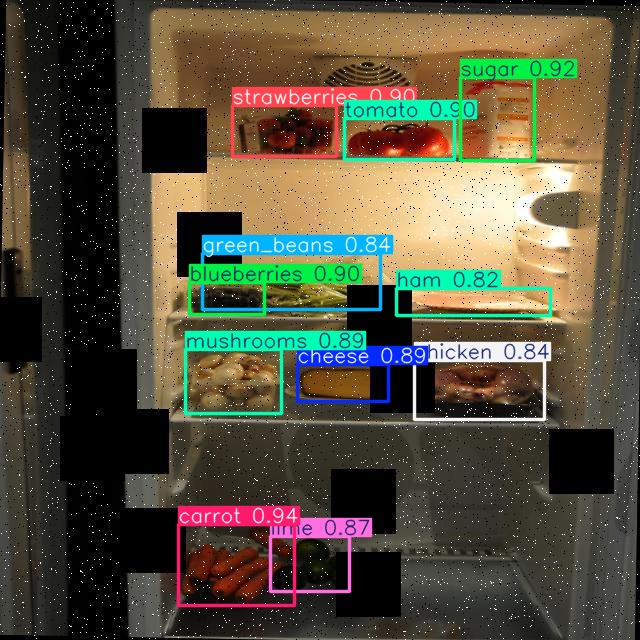 sugar 0.92
strawberries 0.90
tomato 0.90
green_beans 0.84
blueberries 0.90
ham 0.82
mushrooms 0.89
cheese 0.89
hicken 0.84
carrot 0.94
lime 0.87